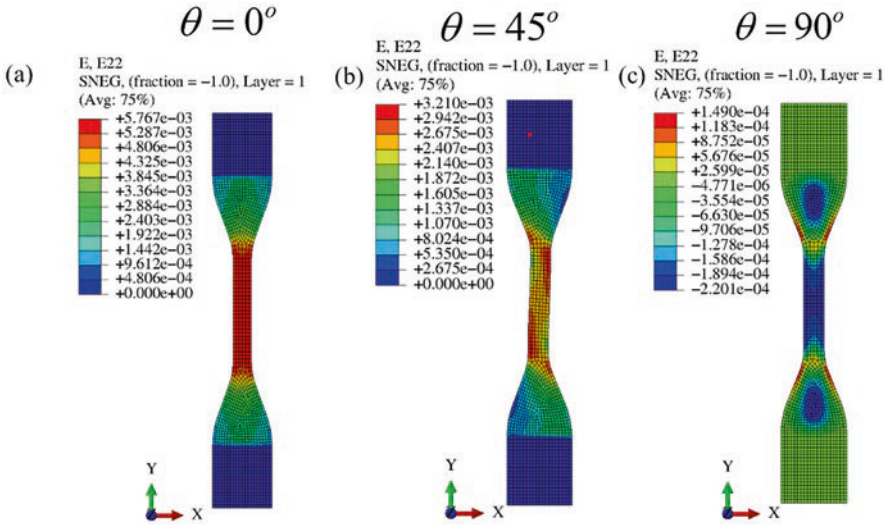 θ = 0°
(a)
E, E22
SNEG, (fraction = −1.0), Layer = 1
(Avg: 75%)
+5.767e−03
+5.287e−03
+4.806e−03
+4.325e−03
+3.845e−03
+3.364e−03
+2.884e−03
+2.403e−03
+1.922e−03
+1.442e−03
+9.612e−04
+4.806e−04
+0.000e+00
Y
X
θ = 45°
(b)
E, E22
SNEG, (fraction = −1.0), Layer = 1
(Avg: 75%)
+3.210e−03
+2.942e−03
+2.675e−03
+2.407e−03
+2.140e−03
+1.872e−03
+1.605e−03
+1.337e−03
+1.070e−03
+8.024e−04
+5.350e−04
+2.675e−04
+0.000e+00
Y
X
θ = 90°
(c)
E, E22
SNEG, (fraction = −1.0), Layer = 1
(Avg: 75%)
+1.490e−04
+1.183e−04
+8.752e−05
+5.676e−05
+2.599e−05
−4.771e−06
−3.554e−05
−6.630e−05
−9.706e−05
−1.278e−04
−1.586e−04
−1.894e−04
−2.201e−04
Y
X